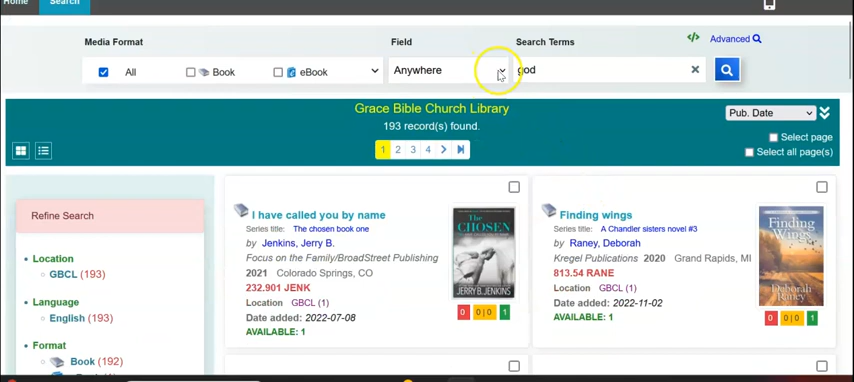 Home
Search
Media Format
Field
Search Terms
</> Advanced
All
Book
eBook
Anywhere
god
Grace Bible Church Library
193 record(s) found.
Pub. Date
Select page
Select all page(s)
1 2 3 4
Refine Search
Location
GBCL (193)
Language
English (193)
Format
Book (192)
I have called you by name
Series title: The chosen book one
by Jenkins, Jerry B.
Focus on the Family/BroadStreet Publishing
2021 Colorado Springs, CO
232.901 JENK
Location GBCL (1)
Date added: 2022-07-08
AVAILABLE: 1
THE
CHOSEN
JERRY B. JENKINS
0 0|0 1
Finding wings
Series title: A Chandler sisters novel #3
by Raney, Deborah
Kregel Publications 2020 Grand Rapids, MI
813.54 RANE
Location GBCL (1)
Date added: 2022-11-02
AVAILABLE: 1
Finding
Wings
Deborah
Raney
0 0|0 1